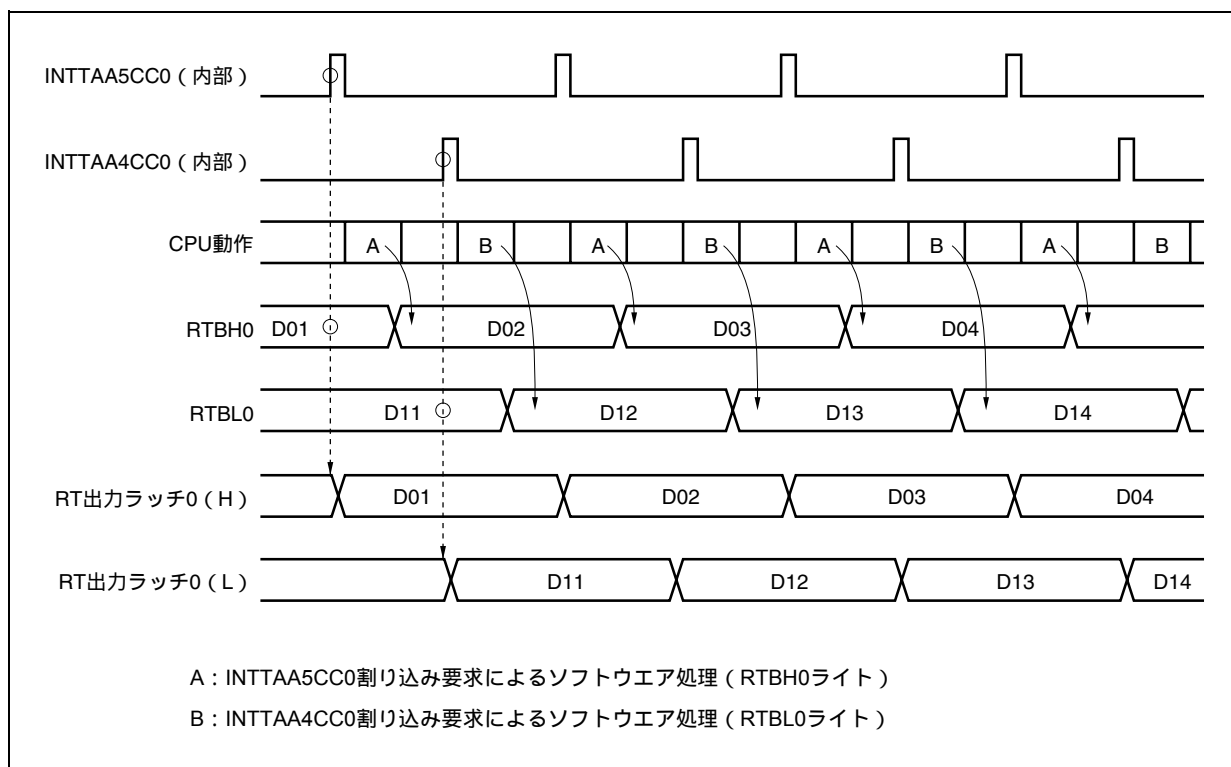 INTTAA5CC0（内部）
INTTAA4CC0（内部）
CPU動作 A B A B A B A B
RTBH0 D01 D02 D03 D04
RTBL0 D11 D12 D13 D14
RT出力ラッチ0（H） D01 D02 D03 D04
RT出力ラッチ0（L） D11 D12 D13 D14
A：INTTAA5CC0割り込み要求によるソフトウエア処理（RTBH0ライト）
B：INTTAA4CC0割り込み要求によるソフトウエア処理（RTBL0ライト）